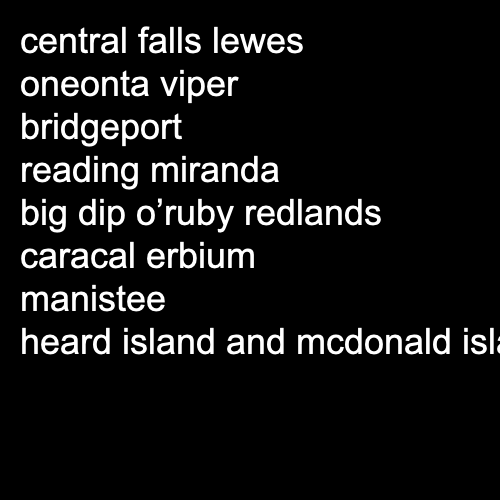 central falls lewes
oneonta viper
bridgeport
reading miranda
big dip o’ruby redlands
caracal erbium
manistee
heard island and mcdonald